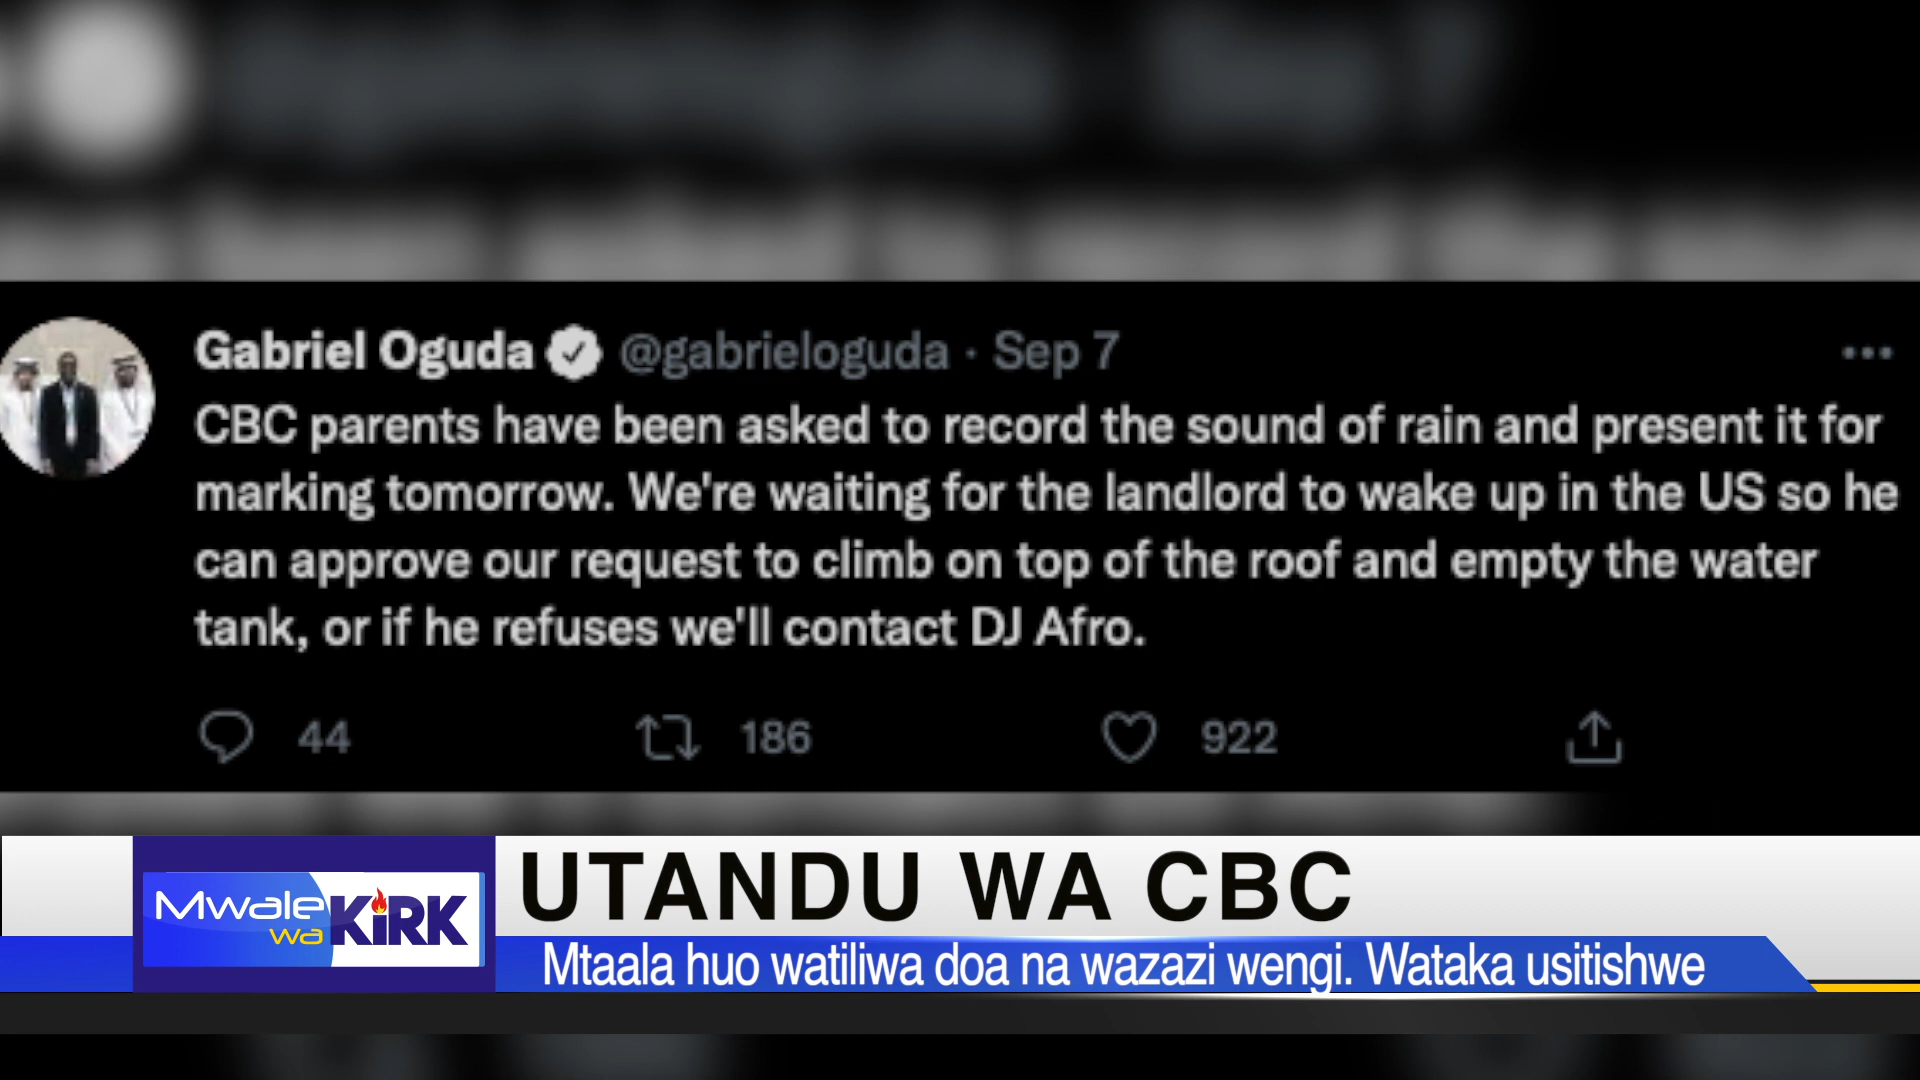 Gabriel Oguda @gabrieloguda · Sep 7
CBC parents have been asked to record the sound of rain and present it for
marking tomorrow. We're waiting for the landlord to wake up in the US so he
can approve our request to climb on top of the roof and empty the water
tank, or if he refuses we'll contact DJ Afro.
44 186 922
UTANDU WA CBC
Mwale
wa
KiRK
Mtaala huo watiliwa doa na wazazi wengi. Wataka usitishwe